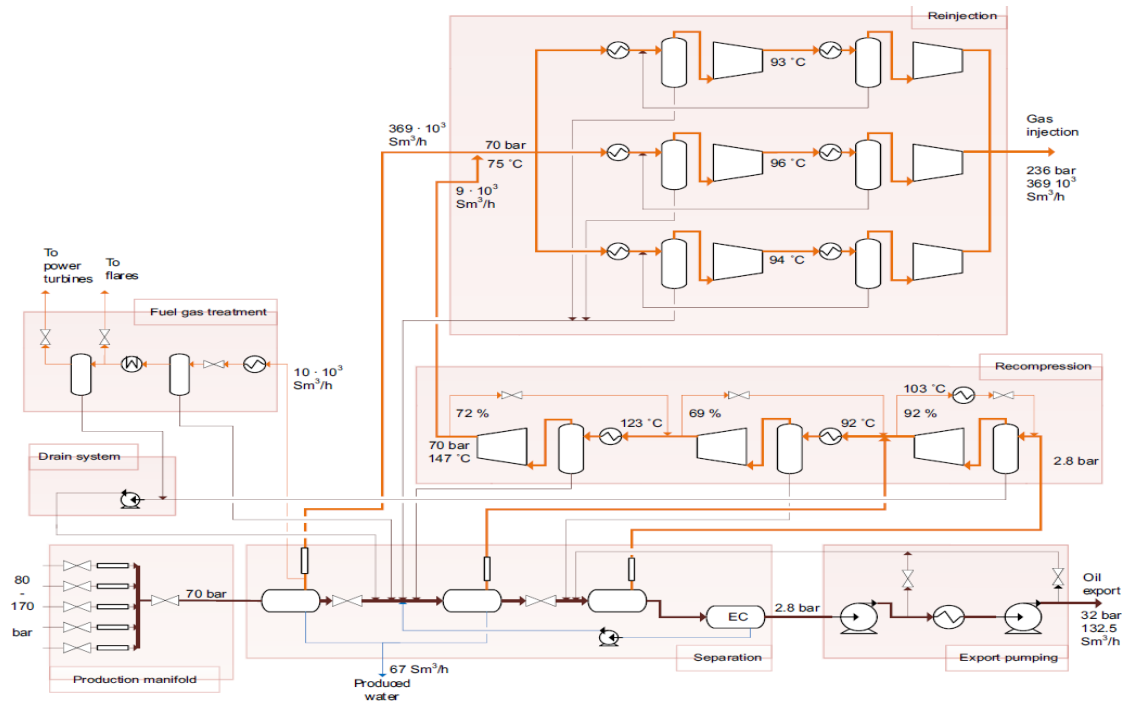 Reinjection
93 °C
369 · 10³
Sm³/h
70 bar
75 °C
9 · 10³
Sm³/h
96 °C
Gas
injection
236 bar
369 10³
Sm³/h
94 °C
To
power
turbines
To
flares
Fuel gas treatment
10 · 10³
Sm³/h
Recompression
103 °C
72 %
123 °C
69 %
92 °C
92 %
70 bar
147 °C
2.8 bar
Drain system
80
-
170
bar
70 bar
EC
2.8 bar
Oil
export
32 bar
132.5
Sm³/h
67 Sm³/h
Produced
water
Production manifold
Separation
Export pumping